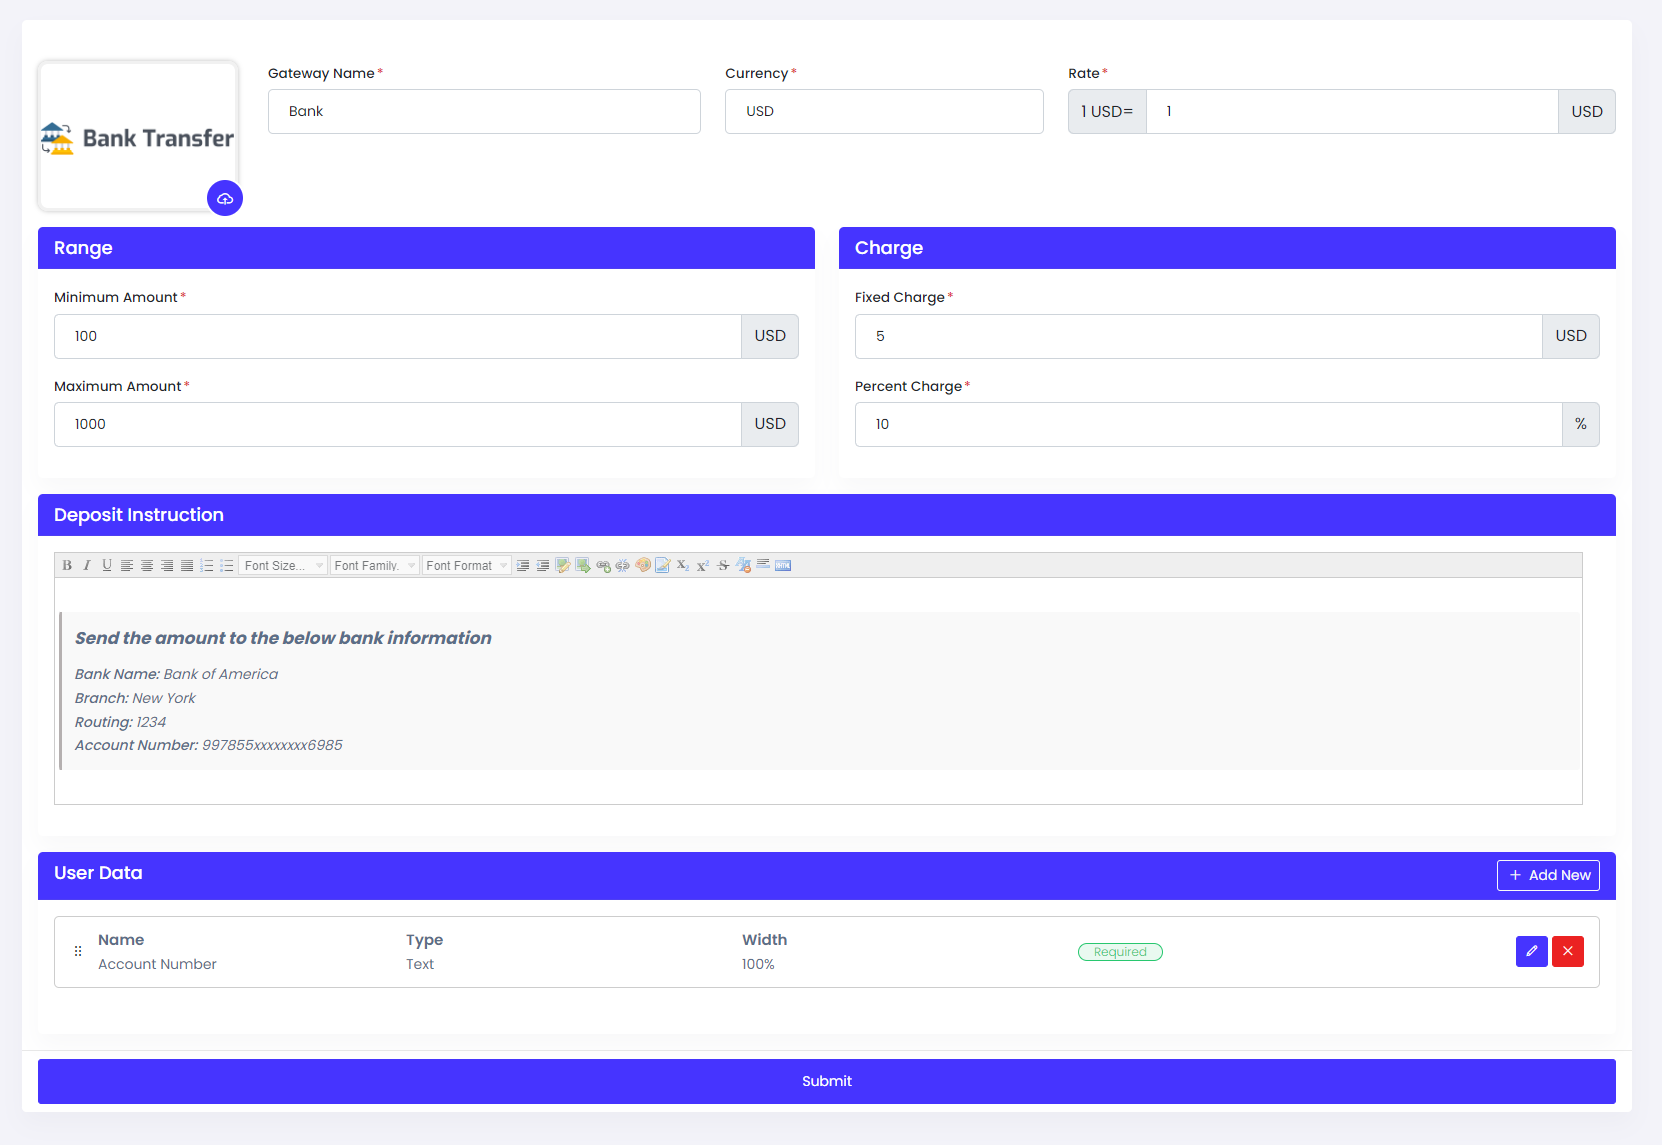 Bank Transfer
Gateway Name*
Bank
Currency*
USD
Rate*
1 USD=
1
USD
Range
Minimum Amount*
100
USD
Maximum Amount*
1000
USD
Charge
Fixed Charge*
5
USD
Percent Charge*
10
%
Deposit Instruction
B I U Font Size... Font Family. Font Format X2 X2 S HTML
Send the amount to the below bank information
Bank Name: Bank of America
Branch: New York
Routing: 1234
Account Number: 997855xxxxxxxx6985
User Data
+ Add New
Name
Account Number
Type
Text
Width
100%
Required
Submit